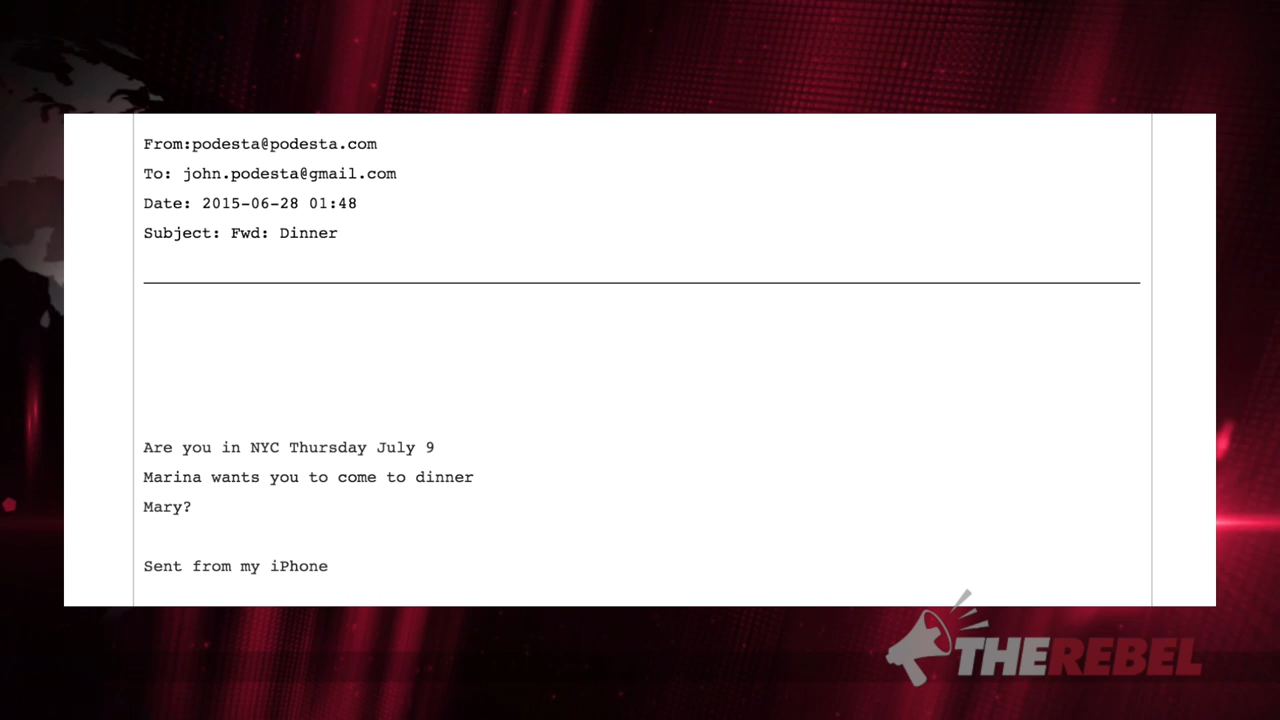 From:podesta@podesta.com
To: john.podesta@gmail.com
Date: 2015-06-28 01:48
Subject: Fwd: Dinner
Are you in NYC Thursday July 9
Marina wants you to come to dinner
Mary?
Sent from my iPhone
THEREBEL